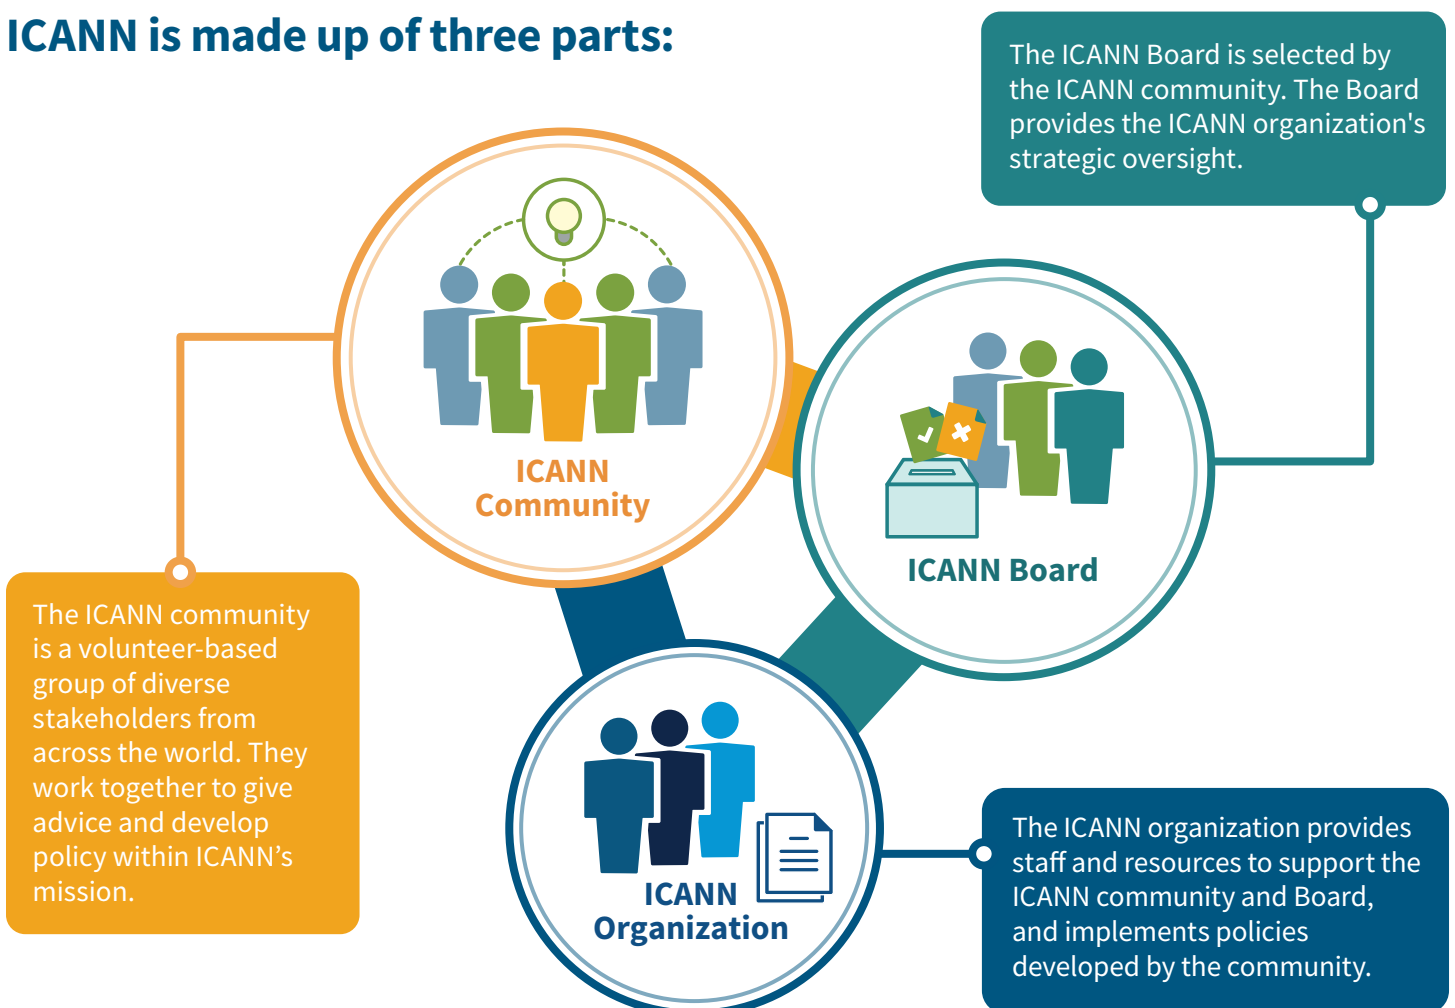 ICANN is made up of three parts:
The ICANN Board is selected by
the ICANN community. The Board
provides the ICANN organization's
strategic oversight.
ICANN
Community
ICANN Board
The ICANN community
is a volunteer-based
group of diverse
stakeholders from
across the world. They
work together to give
advice and develop
policy within ICANN’s
mission.
ICANN
Organization
The ICANN organization provides
staff and resources to support the
ICANN community and Board,
and implements policies
developed by the community.